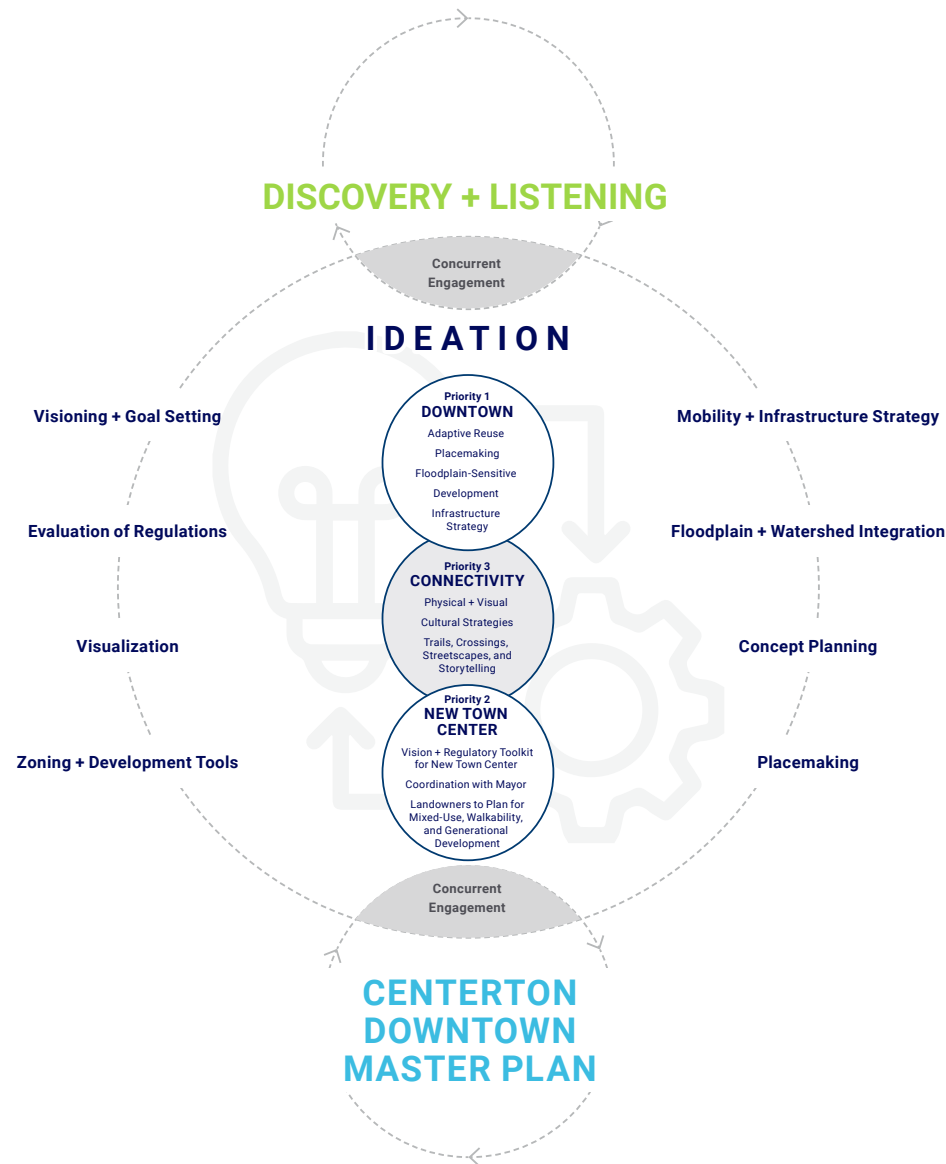 DISCOVERY + LISTENING
Concurrent
Engagement
IDEATION
Visioning + Goal Setting
Evaluation of Regulations
Visualization
Zoning + Development Tools
Priority 1
DOWNTOWN
Adaptive Reuse
Placemaking
Floodplain-Sensitive
Development
Infrastructure
Strategy
Priority 3
CONNECTIVITY
Physical + Visual
Cultural Strategies
Trails, Crossings,
Streetscapes, and
Storytelling
Priority 2
NEW TOWN
CENTER
Vision + Regulatory Toolkit
for New Town Center
Coordination with Mayor
Landowners to Plan for
Mixed-Use, Walkability,
and Generational
Development
Mobility + Infrastructure Strategy
Floodplain + Watershed Integration
Concept Planning
Placemaking
Concurrent
Engagement
CENTERTON
DOWNTOWN
MASTER PLAN